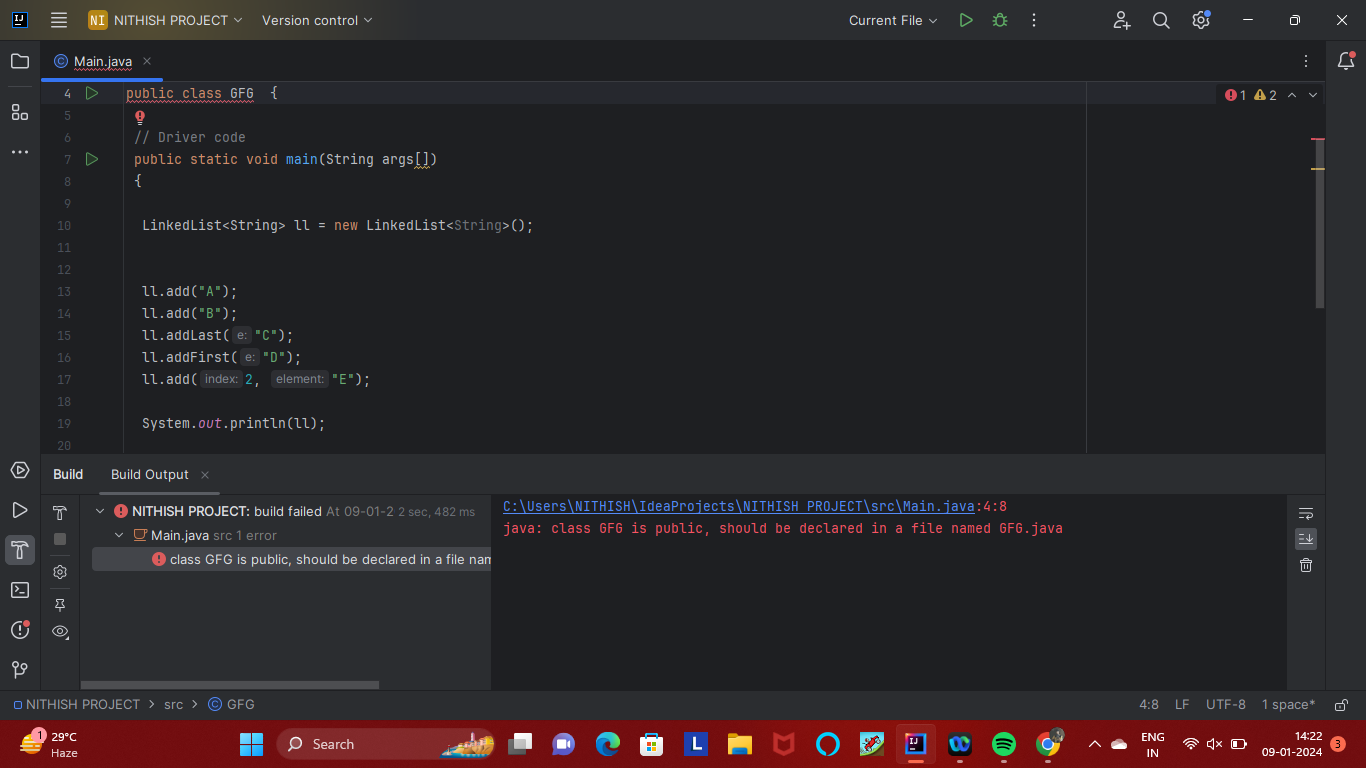 NI NITHISH PROJECT Version control Current File
Main.java
4 public class GFG {
5
6 // Driver code
7 public static void main(String args[])
8 {
9
10 LinkedList<String> ll = new LinkedList<String>();
11
12
13 ll.add("A");
14 ll.add("B");
15 ll.addLast( e: "C");
16 ll.addFirst( e: "D");
17 ll.add( index: 2, element: "E");
18
19 System.out.println(ll);
20
1 2
Build Build Output
NITHISH PROJECT: build failed At 09-01-2 2 sec, 482 ms
Main.java src 1 error
class GFG is public, should be declared in a file nam
C:\Users\NITHISH\IdeaProjects\NITHISH PROJECT\src\Main.java:4:8
java: class GFG is public, should be declared in a file named GFG.java
NITHISH PROJECT > src > GFG 4:8 LF UTF-8 1 space*
1 29°C
Haze
Search
ENG
IN
14:22
09-01-2024
3